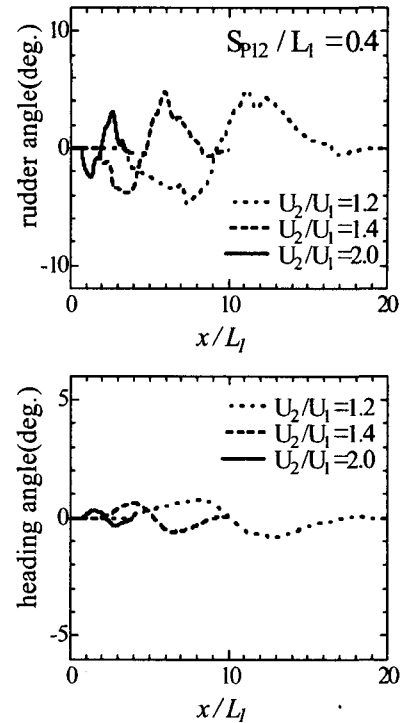 10
S_P12 / L_1 = 0.4
rudder angle(deg.)
0
U_2/U_1=1.2
U_2/U_1=1.4
U_2/U_1=2.0
-10
0 10 20
x/L_1
5
U_2/U_1=1.2
U_2/U_1=1.4
U_2/U_1=2.0
heading angle(deg.)
0
-5
0 10 20
x/L_1